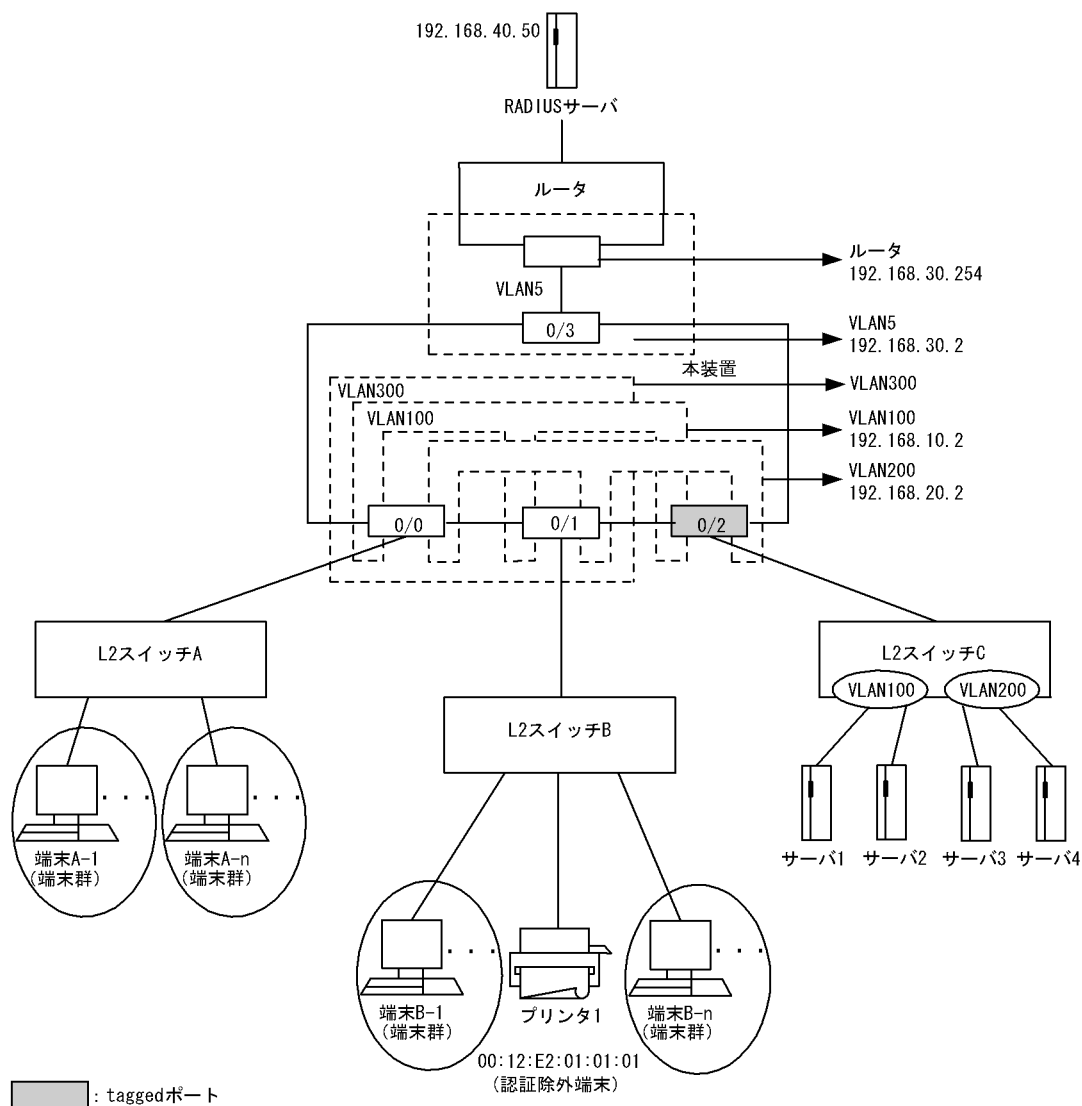 192.168.40.50
RADIUSサーバ
ルータ
ルータ
192.168.30.254
VLAN5
0/3
VLAN5
192.168.30.2
本装置
VLAN300
VLAN300
VLAN100
VLAN100
192.168.10.2
VLAN200
192.168.20.2
0/0
0/1
0/2
L2スイッチA
L2スイッチC
VLAN100
VLAN200
L2スイッチB
・・・
・・・
端末A-1
(端末群)
端末A-n
(端末群)
サーバ1
サーバ2
サーバ3
サーバ4
・・・
・・・
端末B-1
(端末群)
プリンタ1
端末B-n
(端末群)
00:12:E2:01:01:01
(認証除外端末)
: taggedポート